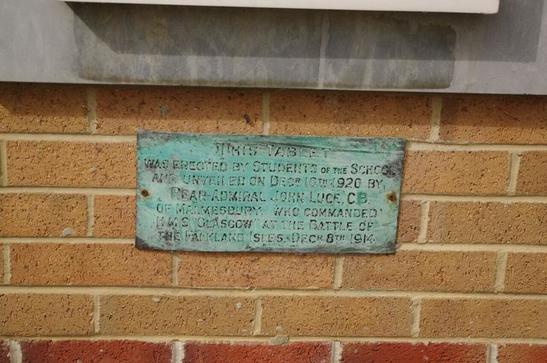 THIS TABLET
WAS ERECTED BY STUDENTS OF THE SCHOOL
AND UNVEILED ON DECR 16TH 1920 BY
REAR-ADMIRAL JOHN LUCE, C.B.
OF MALMESBURY WHO COMMANDED
H.M.S. GLASGOW AT THE BATTLE OF
THE FALKLAND ISLES, DECR 8TH 1914.